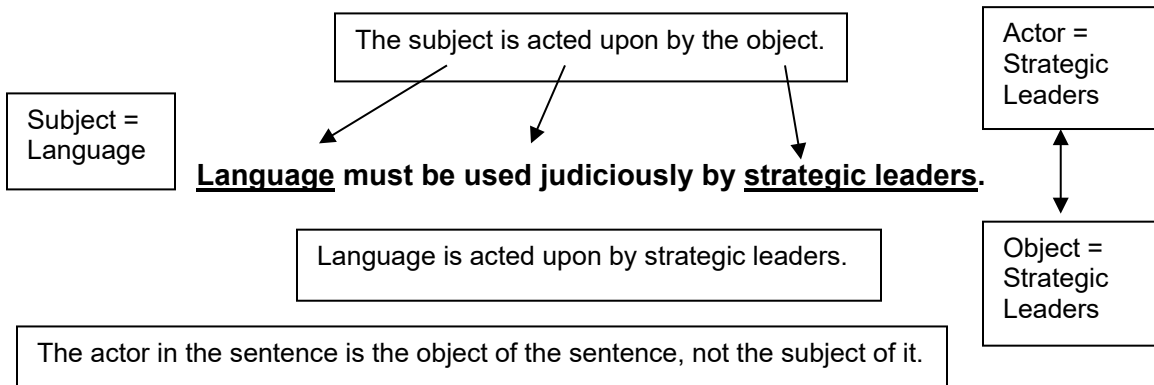 The subject is acted upon by the object.
Actor =
Strategic
Leaders
Subject =
Language
Language must be used judiciously by strategic leaders.
Language is acted upon by strategic leaders.
Object =
Strategic
Leaders
The actor in the sentence is the object of the sentence, not the subject of it.